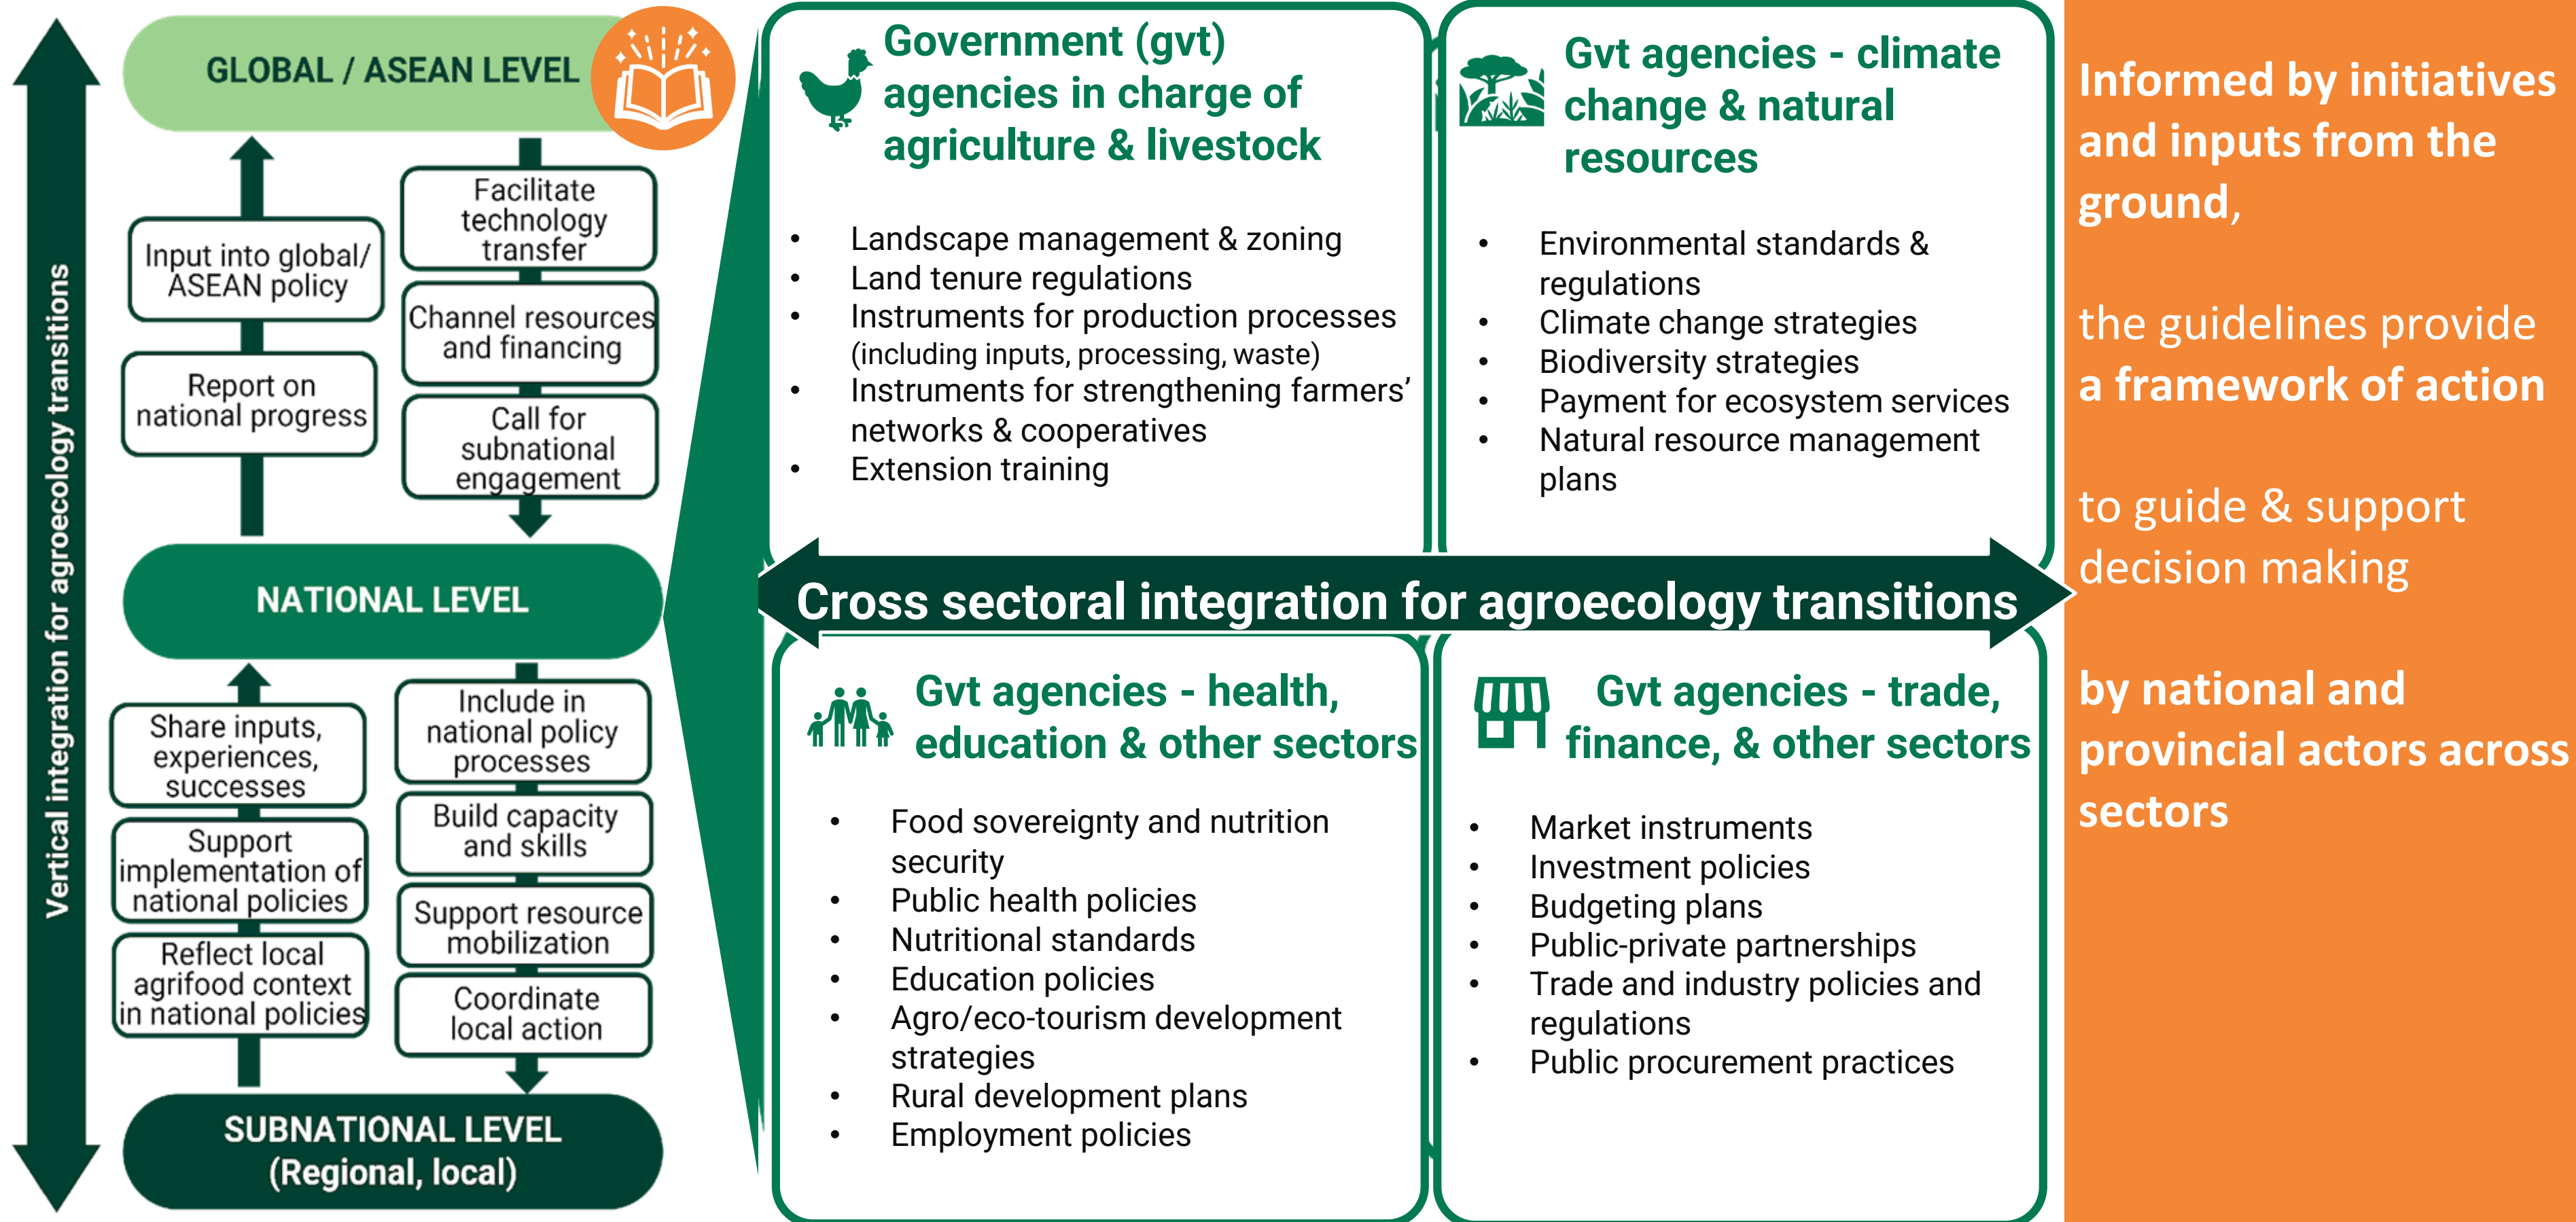 Vertical integration for agroecology transitions
GLOBAL / ASEAN LEVEL
Input into global/
ASEAN policy
Report on
national progress
Facilitate
technology
transfer
Channel resources
and financing
Call for
subnational
engagement
NATIONAL LEVEL
Share inputs,
experiences,
successes
Support
implementation of
national policies
Reflect local
agrifood context
in national policies
Include in
national policy
processes
Build capacity
and skills
Support resource
mobilization
Coordinate
local action
SUBNATIONAL LEVEL
(Regional, local)
Government (gvt)
agencies in charge of
agriculture & livestock
• Landscape management & zoning
• Land tenure regulations
• Instruments for production processes
(including inputs, processing, waste)
• Instruments for strengthening farmers’
networks & cooperatives
• Extension training
Gvt agencies - climate
change & natural
resources
• Environmental standards &
regulations
• Climate change strategies
• Biodiversity strategies
• Payment for ecosystem services
• Natural resource management
plans
Cross sectoral integration for agroecology transitions
Gvt agencies - health,
education & other sectors
• Food sovereignty and nutrition
security
• Public health policies
• Nutritional standards
• Education policies
• Agro/eco-tourism development
strategies
• Rural development plans
• Employment policies
Gvt agencies - trade,
finance, & other sectors
• Market instruments
• Investment policies
• Budgeting plans
• Public-private partnerships
• Trade and industry policies and
regulations
• Public procurement practices
Informed by initiatives
and inputs from the
ground,
the guidelines provide
a framework of action
to guide & support
decision making
by national and
provincial actors across
sectors